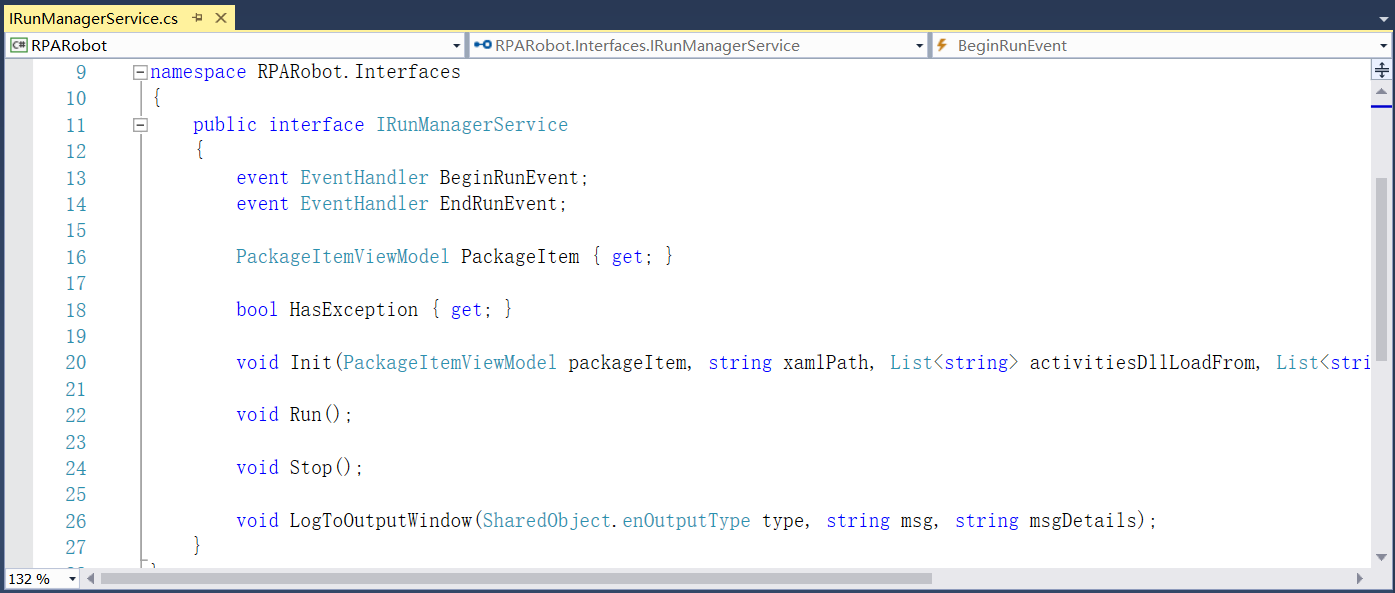 IRunManagerService.cs
C# RPARobot
RPARobot.Interfaces.IRunManagerService
BeginRunEvent
9 namespace RPARobot.Interfaces
10 {
11 public interface IRunManagerService
12 {
13 event EventHandler BeginRunEvent;
14 event EventHandler EndRunEvent;
15
16 PackageItemViewModel PackageItem { get; }
17
18 bool HasException { get; }
19
20 void Init(PackageItemViewModel packageItem, string xamlPath, List<string> activitiesDllLoadFrom, List<stri
21
22 void Run();
23
24 void Stop();
25
26 void LogToOutputWindow(SharedObject.enOutputType type, string msg, string msgDetails);
27 }
132 %